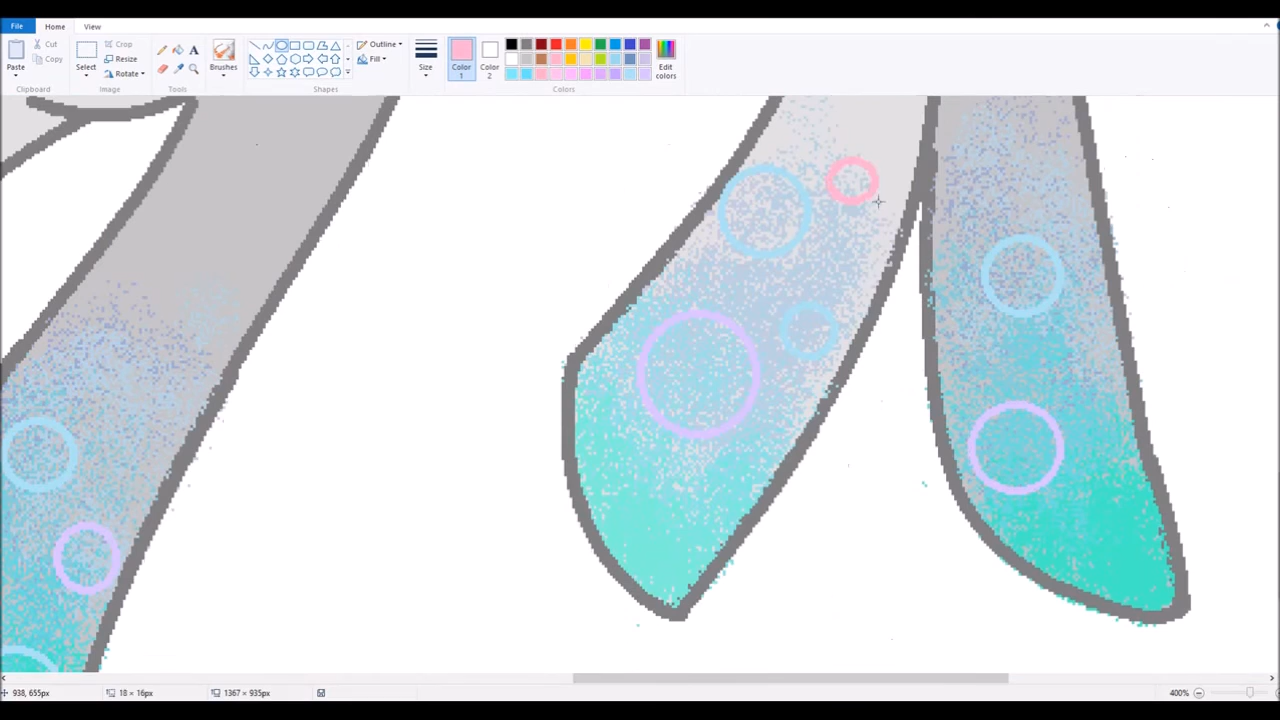 File Home View
Paste Cut Copy
Clipboard
Select Crop Resize Rotate
Image
A
Tools
Brushes
Outline Fill
Shapes
Size
Color 1
Color 2
Edit colors
Colors
938, 655px 18 × 16px 1367 × 935px 400%